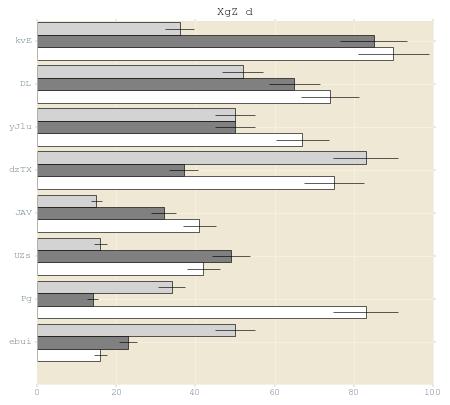 XgZ d
kvE
DL
yJlu
dzTX
JAV
UZs
Pg
ebui
0 20 40 60 80 100